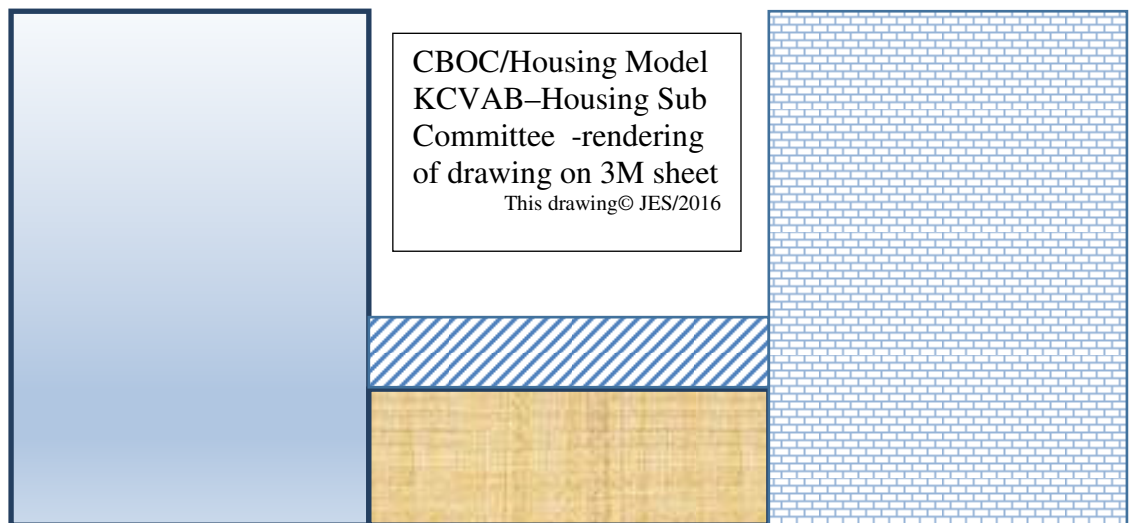 CBOC/Housing Model
KCVAB–Housing Sub
Committee -rendering
of drawing on 3M sheet
This drawing© JES/2016